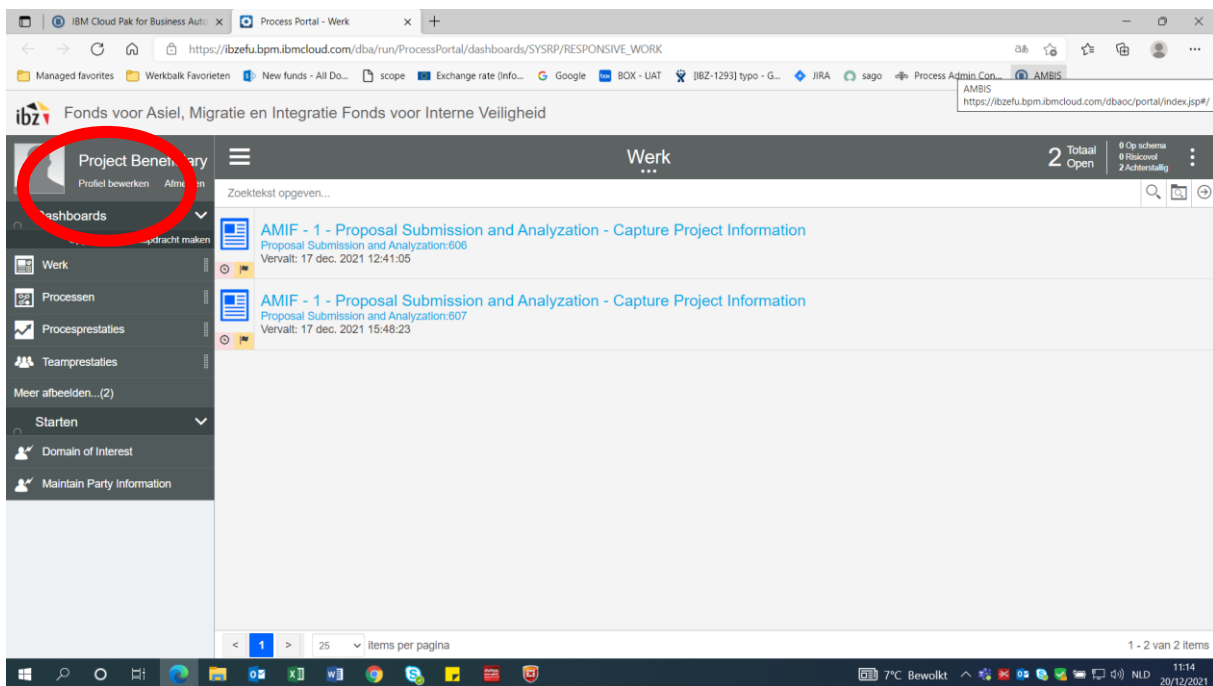 IBM Cloud Pak for Business Auto
Process Portal - Werk
https://ibzefu.bpm.ibmcloud.com/dba/run/ProcessPortal/dashboards/SYSRP/RESPONSIVE_WORK
Managed favorites
Werkbalk Favorieten
New funds - All Do...
scope
Exchange rate (Info...
Google
BOX - UAT
[IBZ-1293] typo - G...
JIRA
sago
Process Admin Con...
AMBIS
AMBIS
https://ibzefu.bpm.ibmcloud.com/dbaoc/portal/index.jsp#/
ibz Fonds voor Asiel, Migratie en Integratie Fonds voor Interne Veiligheid
Project
Profiel bewerken
Werk
2 Totaal Open
0 Op schema
0 Risicovol
2 Achterstallig
Zoektekst opgeven...
Dashboards
opdracht maken
Werk
Processen
Procesprestaties
Teamprestaties
Meer afbeelden...(2)
Starten
Domain of Interest
Maintain Party Information
AMIF - 1 - Proposal Submission and Analyzation - Capture Project Information
Proposal Submission and Analyzation:606
Vervalt: 17 dec. 2021 12:41:05
AMIF - 1 - Proposal Submission and Analyzation - Capture Project Information
Proposal Submission and Analyzation:607
Vervalt: 17 dec. 2021 15:48:23
< 1 > 25 items per pagina
1 - 2 van 2 items
7°C Bewolkt
NLD
11:14
20/12/2021